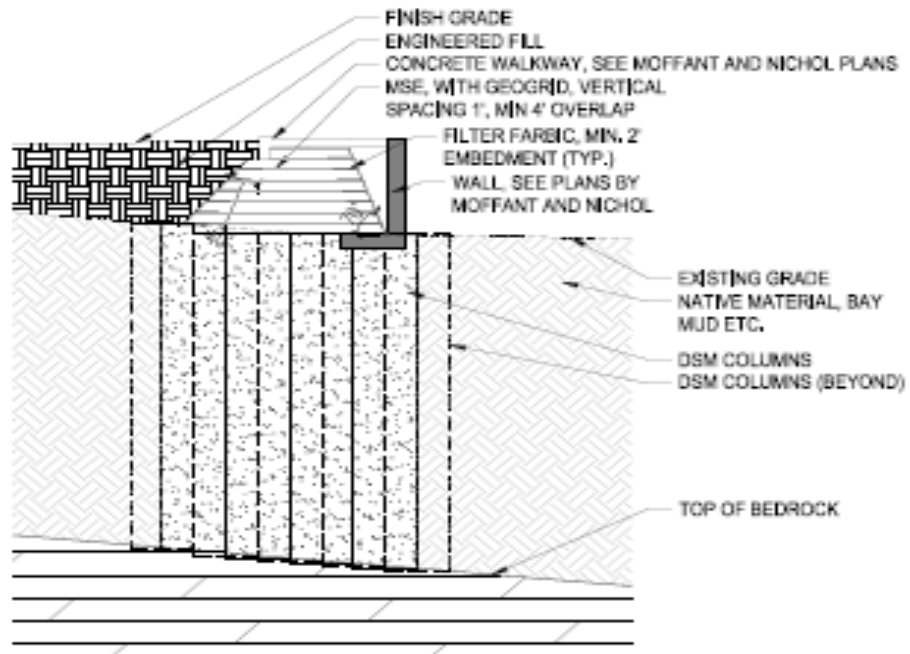 FINISH GRADE
ENGINEERED FILL
CONCRETE WALKWAY, SEE MOFFANT AND NICHOL PLANS
MSE, WITH GEOGRID, VERTICAL
SPACING 1', MIN 4' OVERLAP
FILTER FARBIC, MIN. 2'
EMBEDMENT (TYP.)
WALL, SEE PLANS BY
MOFFANT AND NICHOL
EXISTING GRADE
NATIVE MATERIAL, BAY
MUD ETC.
DSM COLUMNS
DSM COLUMNS (BEYOND)
TOP OF BEDROCK